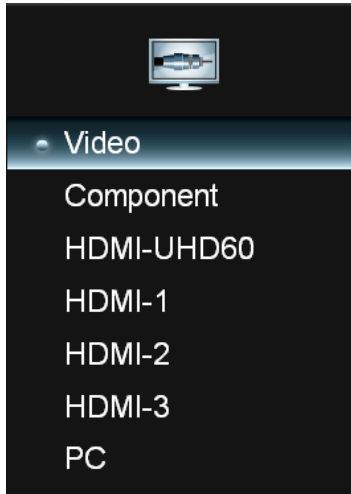 Video
Component
HDMI-UHD60
HDMI-1
HDMI-2
HDMI-3
PC